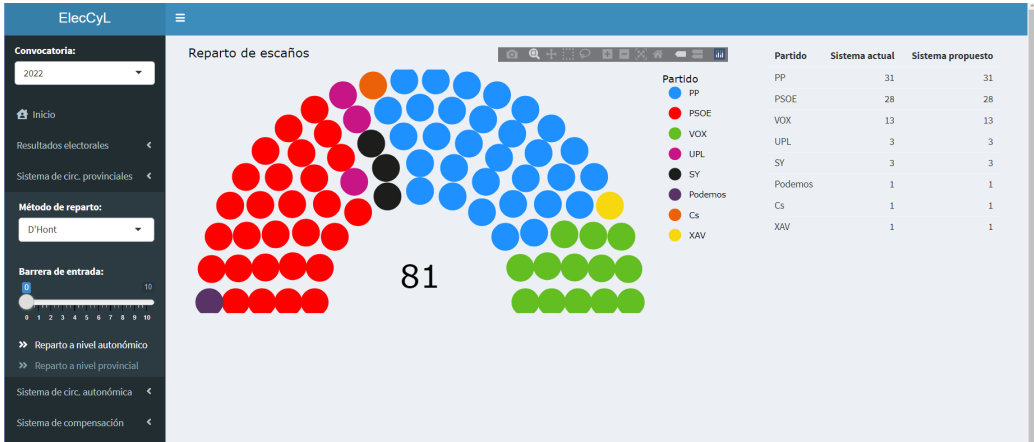 ElecCyL
Convocatoria:
2022
Inicio
Resultados electorales
Sistema de circ. provinciales
Método de reparto:
D'Hont
Barrera de entrada:
0 10
0 1 2 3 4 5 6 7 8 9 10
Reparto a nivel autonómico
Reparto a nivel provincial
Sistema de circ. autonómica
Sistema de compensación
Reparto de escaños
81
Partido
PP
PSOE
VOX
UPL
SY
Podemos
Cs
XAV
Partido Sistema actual Sistema propuesto
PP 31 31
PSOE 28 28
VOX 13 13
UPL 3 3
SY 3 3
Podemos 1 1
Cs 1 1
XAV 1 1